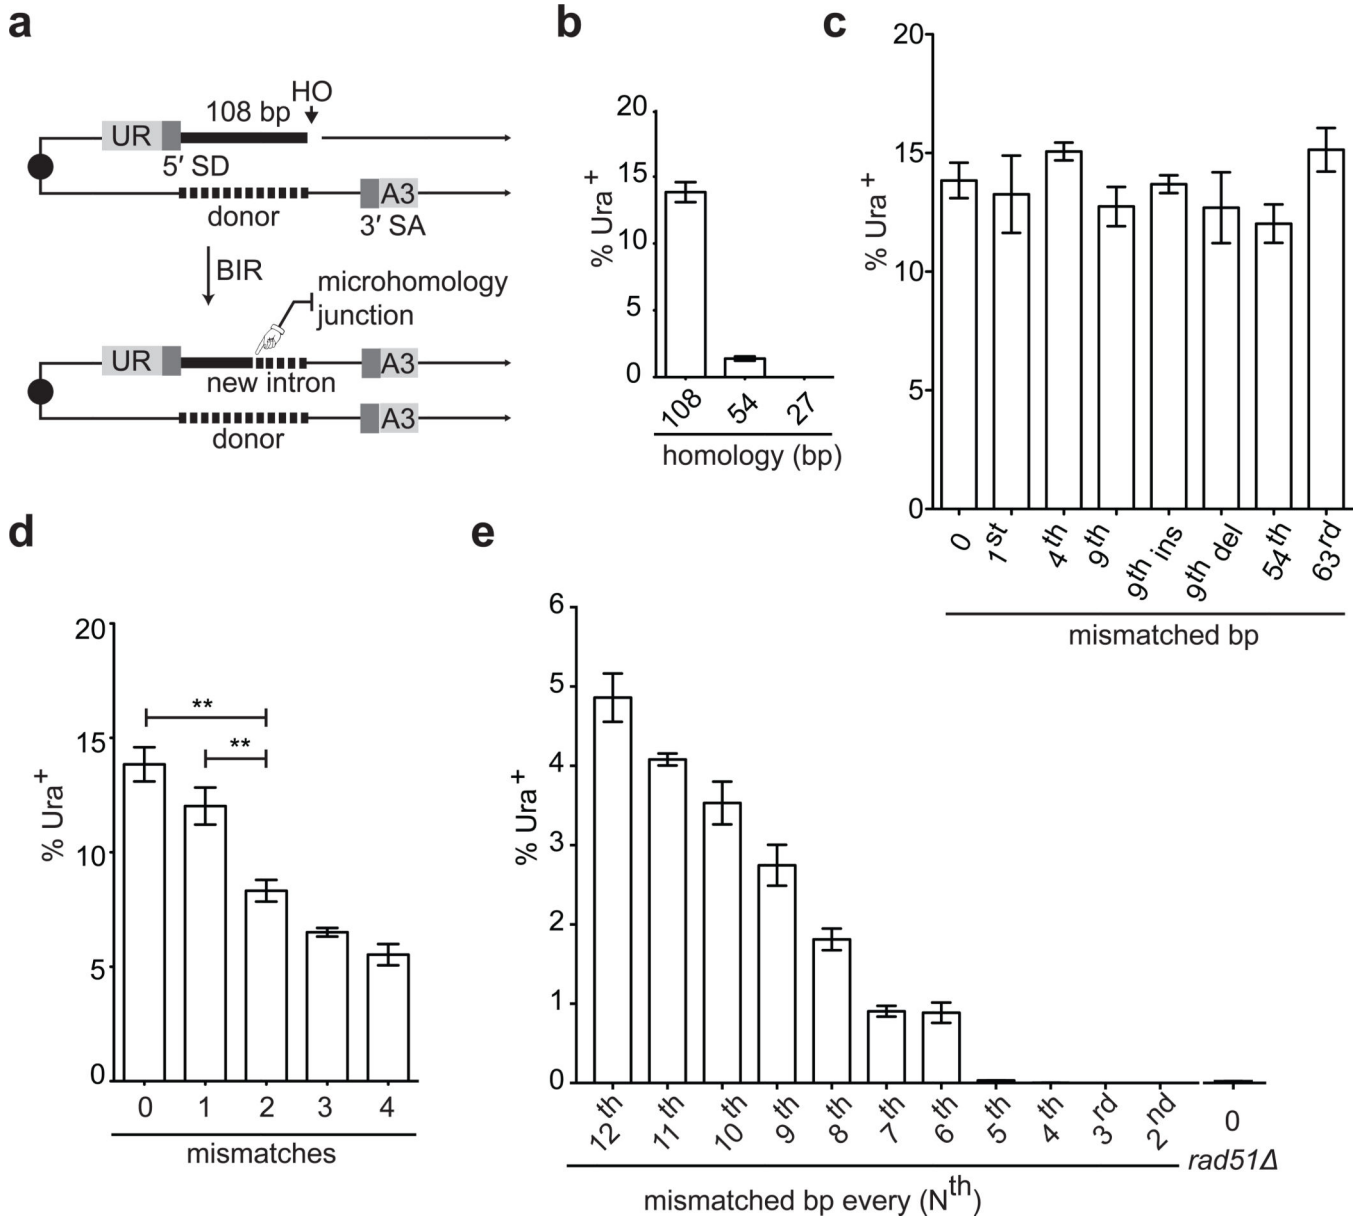 a
HO
108 bp
UR
5′ SD
A3
donor
3′ SA
BIR
microhomology
junction
UR
A3
new intron
A3
donor
b
20
15
10
5
0
% Ura+
108
54
27
homology (bp)
c
20
15
10
5
0
% Ura+
0
1st
4th
9th
9th ins
9th del
54th
63rd
mismatched bp
d
20
15
10
5
0
% Ura+
**
**
0 1 2 3 4
mismatches
e
6
5
4
3
2
1
0
% Ura+
12th
11th
10th
9th
8th
7th
6th
5th
4th
3rd
2nd
0
rad51Δ
mismatched bp every (Nth)